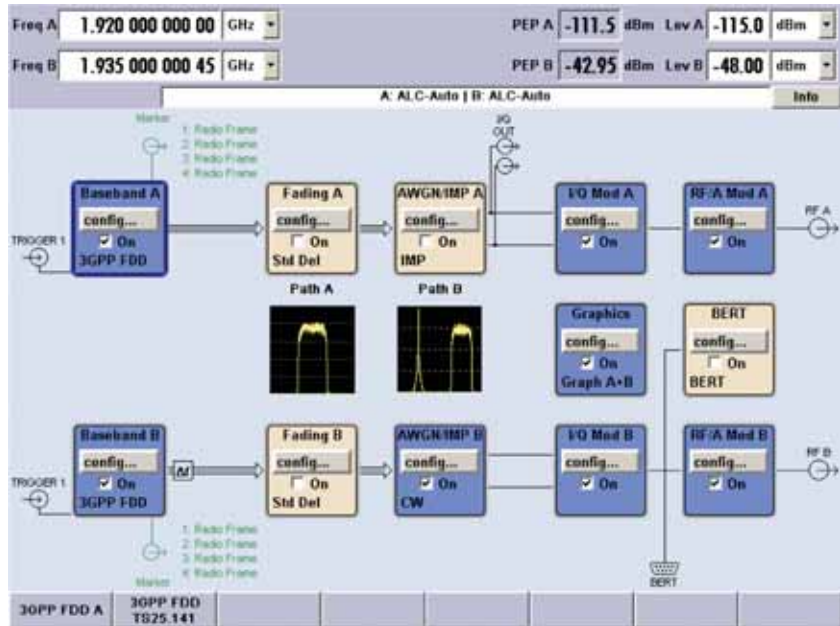 Freq A 1.920 000 000 00 GHz PEP A -111.5 dBm Lev A -115.0 dBm
Freq B 1.935 000 000 45 GHz PEP B -42.95 dBm Lev B -48.00 dBm
A: ALC-Auto | B: ALC-Auto Info
Marker
1: Radio Frame
2: Radio Frame
3: Radio Frame
4: Radio Frame
I/Q
OUT
Baseband A Fading A AWGN/IMP A I/Q Mod A RF/A Mod A
config... config... config... config... config...
On On On On On
3GPP FDD Std Del IMP
TRIGGER 1
RF A
Path A Path B Graphics BERT
config... config...
On On
Graph A+B BERT
Baseband B Fading B AWGN/IMP B I/Q Mod B RF/A Mod B
config... config... config... config... config...
On On On On On
3GPP FDD Std Del CW
TRIGGER 1
RF B
1: Radio Frame
2: Radio Frame
3: Radio Frame
4: Radio Frame
Marker
BERT
3GPP FDD A 3GPP FDD
TS25.141